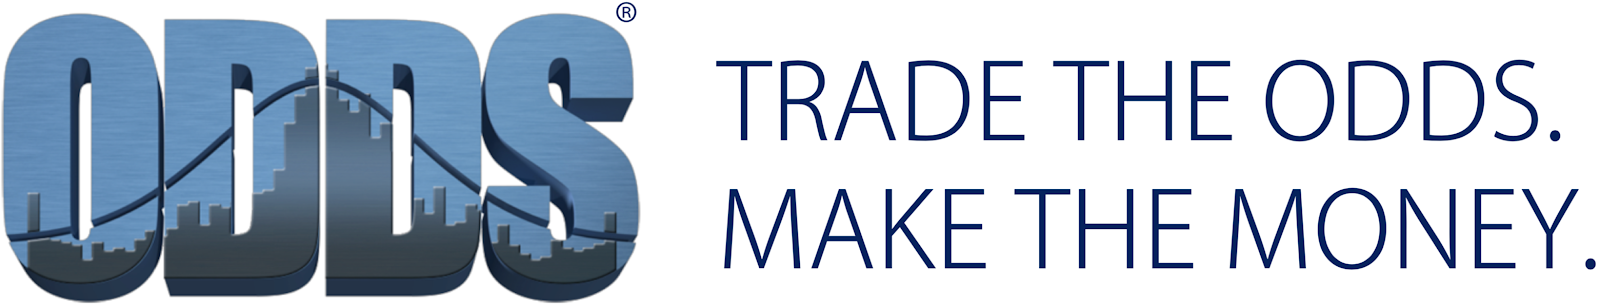 ODDS®
TRADE THE ODDS.
MAKE THE MONEY.